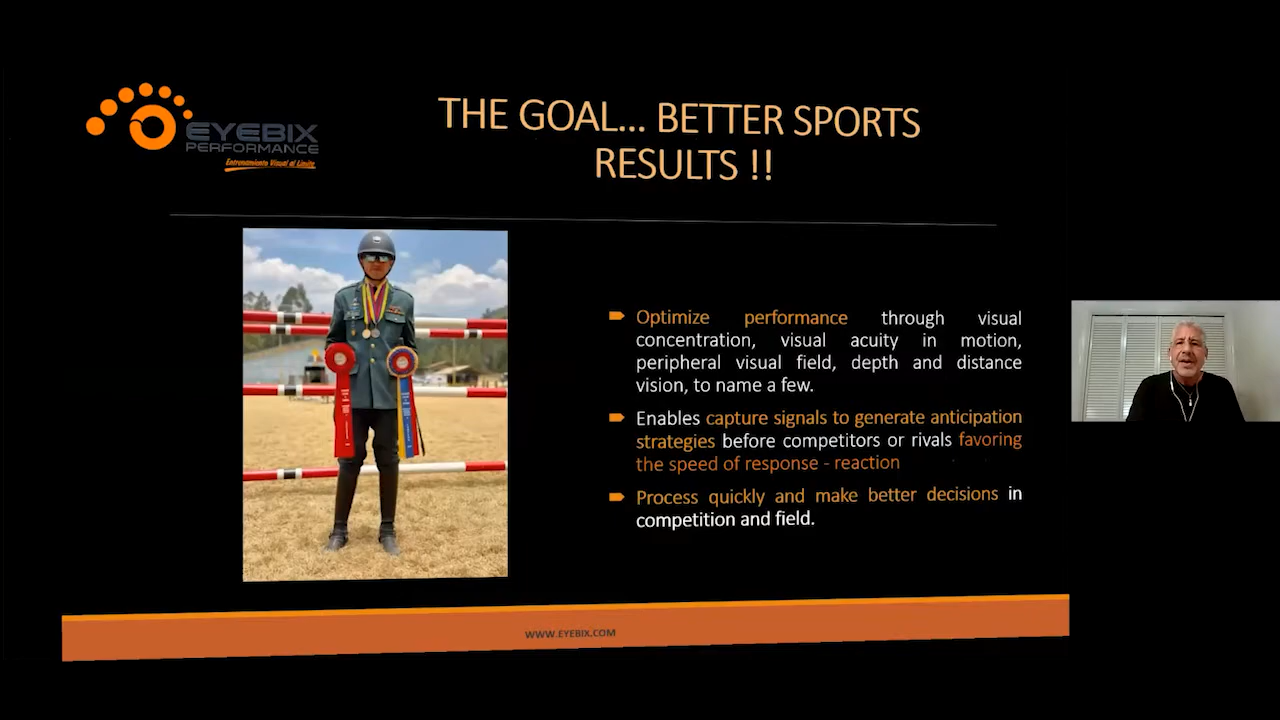 EYEBIX
PERFORMANCE
Entrenamiento Visual al Limite
THE GOAL... BETTER SPORTS
RESULTS !!
Optimize performance through visual
concentration, visual acuity in motion,
peripheral visual field, depth and distance
vision, to name a few.
Enables capture signals to generate anticipation
strategies before competitors or rivals favoring
the speed of response - reaction
Process quickly and make better decisions in
competition and field.
WWW.EYEBIX.COM